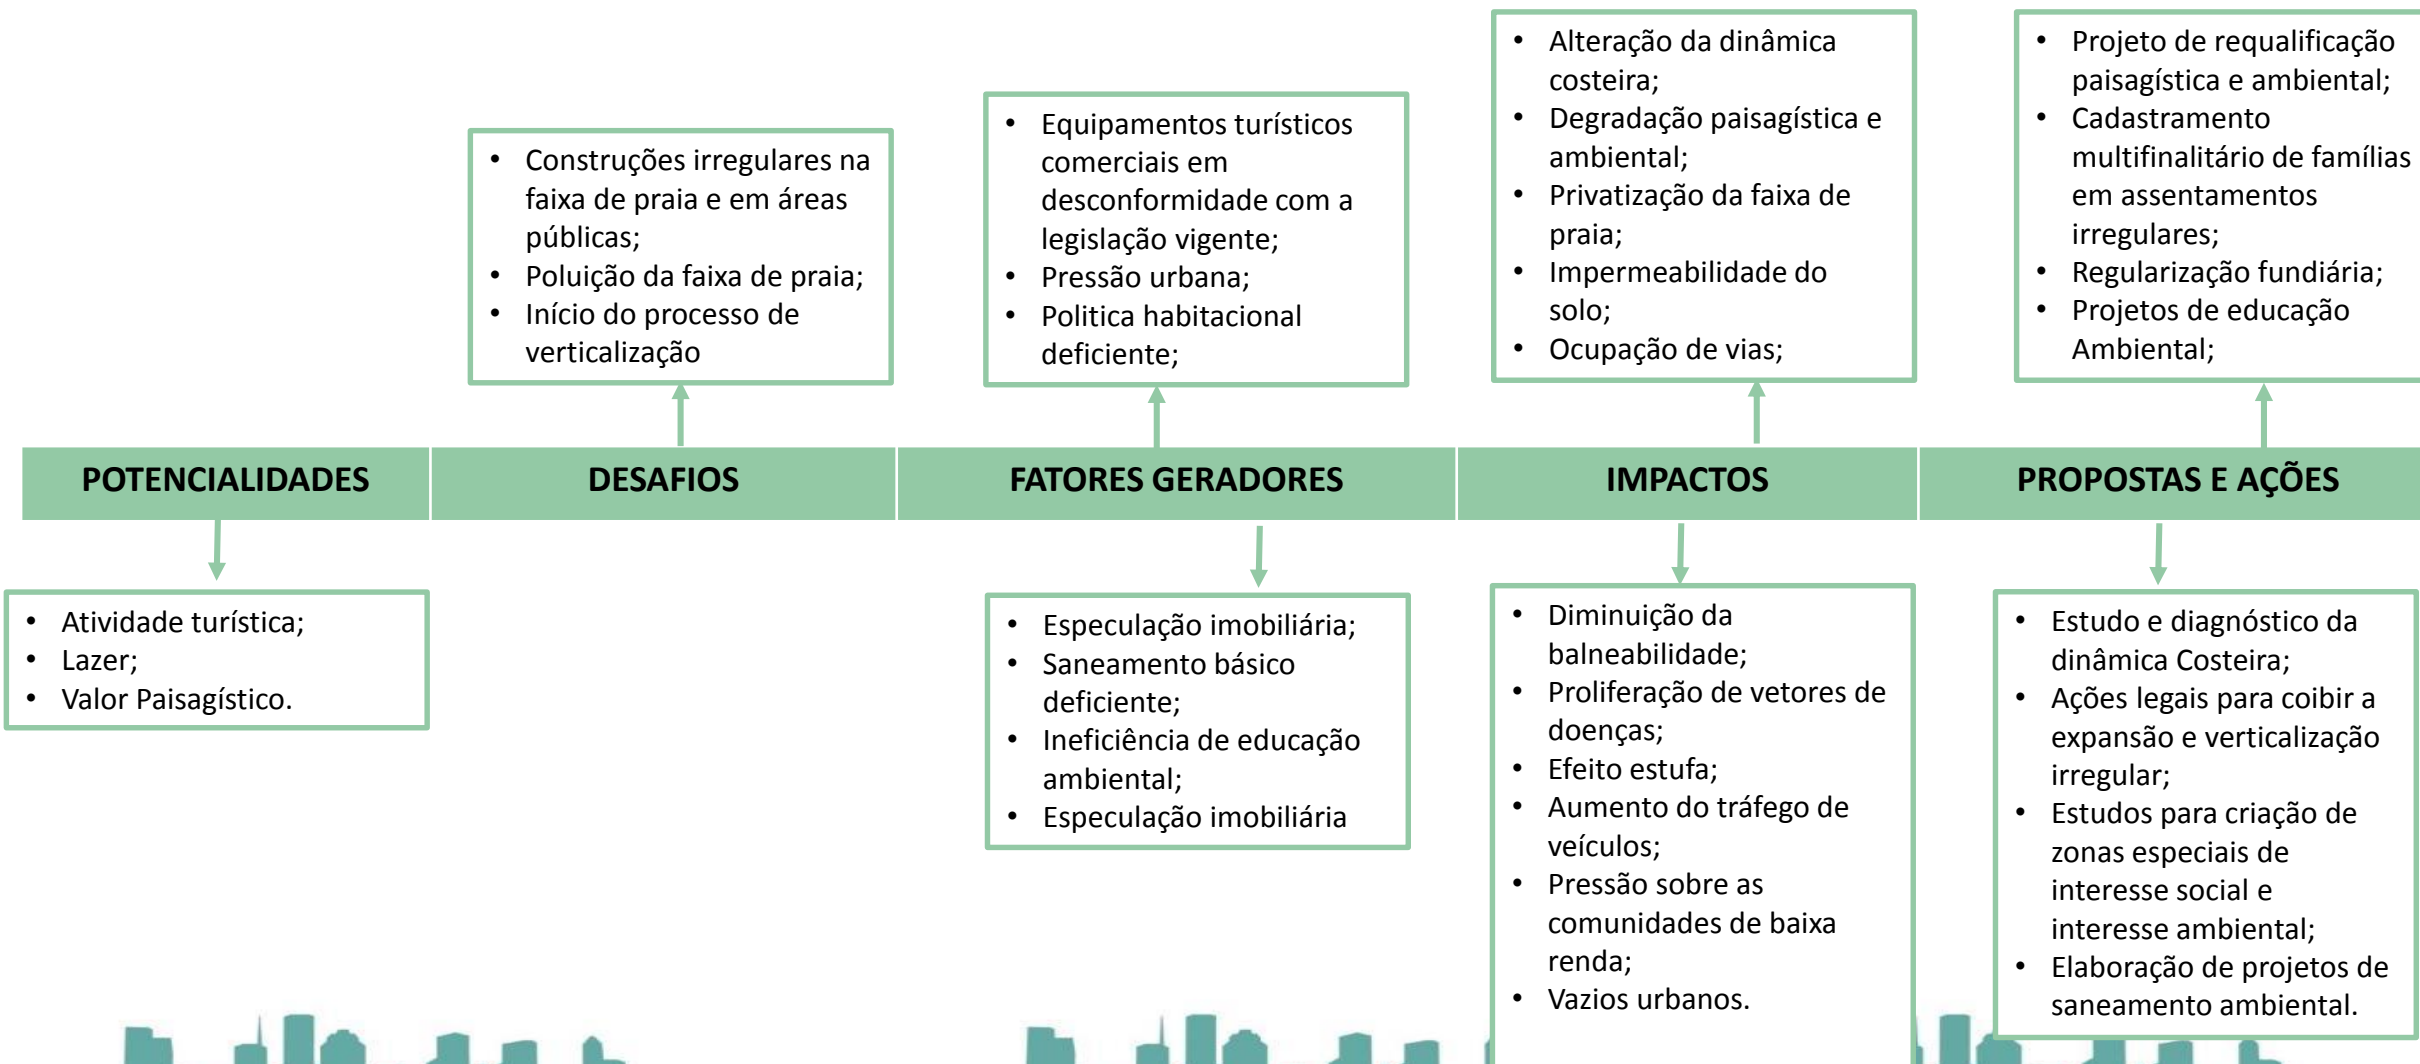 • Construções irregulares na
faixa de praia e em áreas
públicas;
• Poluição da faixa de praia;
• Início do processo de
verticalização
• Equipamentos turísticos
comerciais em
desconformidade com a
legislação vigente;
• Pressão urbana;
• Politica habitacional
deficiente;
• Alteração da dinâmica
costeira;
• Degradação paisagística e
ambiental;
• Privatização da faixa de
praia;
• Impermeabilidade do
solo;
• Ocupação de vias;
• Projeto de requalificação
paisagística e ambiental;
• Cadastramento
multifinalitário de famílias
em assentamentos
irregulares;
• Regularização fundiária;
• Projetos de educação
Ambiental;
POTENCIALIDADES
DESAFIOS
FATORES GERADORES
IMPACTOS
PROPOSTAS E AÇÕES
• Atividade turística;
• Lazer;
• Valor Paisagístico.
• Especulação imobiliária;
• Saneamento básico
deficiente;
• Ineficiência de educação
ambiental;
• Especulação imobiliária
• Diminuição da
balneabilidade;
• Proliferação de vetores de
doenças;
• Efeito estufa;
• Aumento do tráfego de
veículos;
• Pressão sobre as
comunidades de baixa
renda;
• Vazios urbanos.
• Estudo e diagnóstico da
dinâmica Costeira;
• Ações legais para coibir a
expansão e verticalização
irregular;
• Estudos para criação de
zonas especiais de
interesse social e
interesse ambiental;
• Elaboração de projetos de
saneamento ambiental.